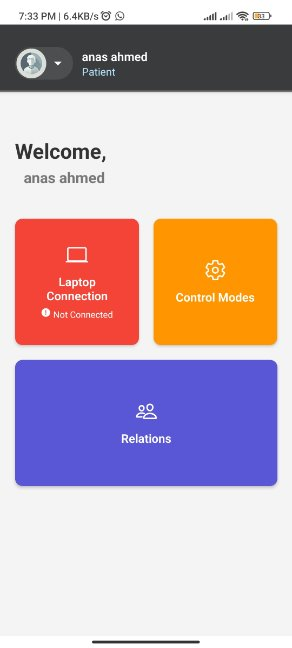 7:33 PM | 6.4KB/s
anas ahmed
Patient
Welcome,
anas ahmed
Laptop
Connection
Not Connected
Control Modes
Relations